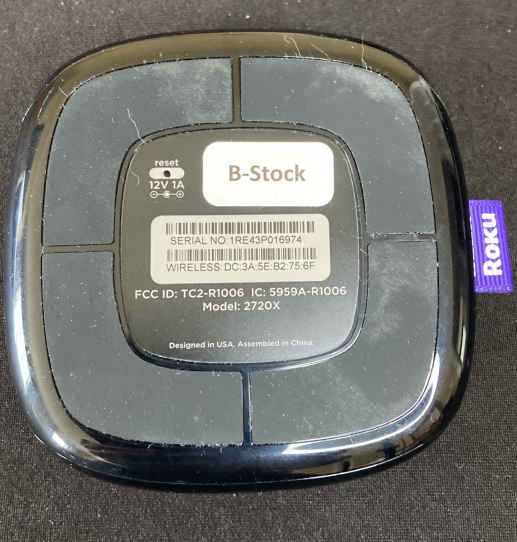 reset
12V 1A
B-Stock
SERIAL NO:1RE43P016974
WIRELESS:DC:3A:5E:B2:75:6F
FCC ID: TC2-R1006 IC: 5959A-R1006
Model: 2720X
Designed in USA. Assembled in China.
Roku